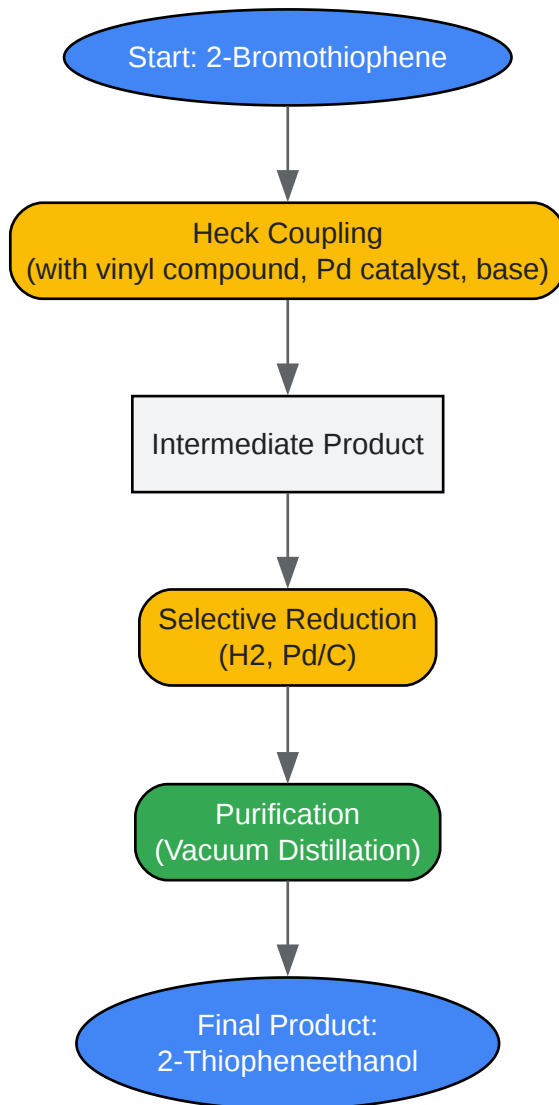 Start: 2-Bromothiophene
Heck Coupling
(with vinyl compound, Pd catalyst, base)
Intermediate Product
Selective Reduction
(H2, Pd/C)
Purification
(Vacuum Distillation)
Final Product:
2-Thiopheneethanol